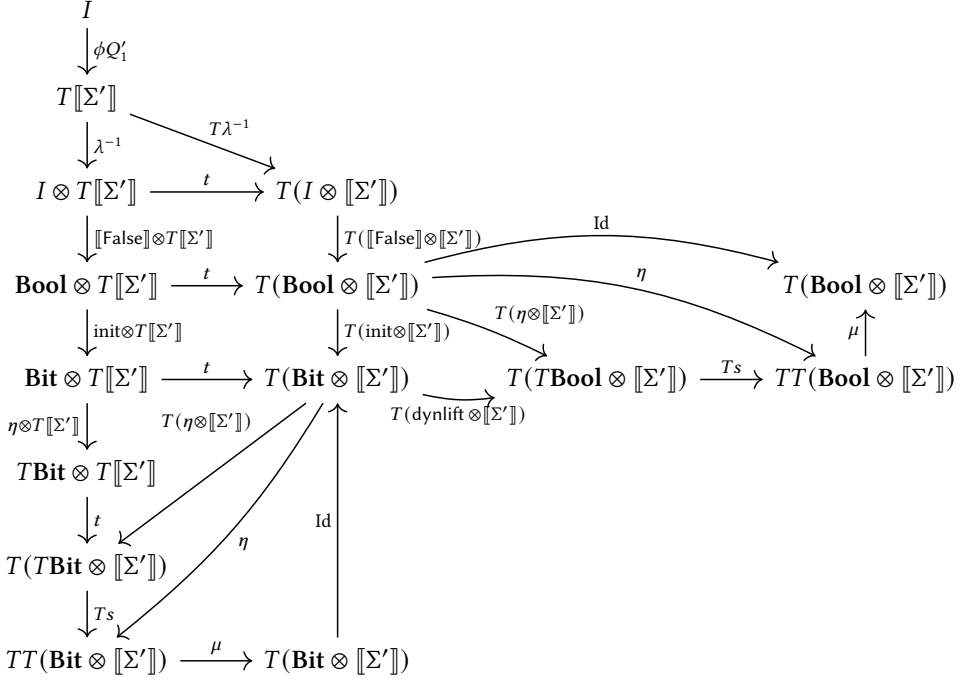 I
ϕQ′₁
T⟦Σ′⟧
λ⁻¹
Tλ⁻¹
I ⊗ T⟦Σ′⟧
t
T(I ⊗ ⟦Σ′⟧)
⟦False⟧⊗T⟦Σ′⟧
T(⟦False⟧⊗⟦Σ′⟧)
Id
Bool ⊗ T⟦Σ′⟧
t
T(Bool ⊗ ⟦Σ′⟧)
η
T(Bool ⊗ ⟦Σ′⟧)
init⊗T⟦Σ′⟧
T(init⊗⟦Σ′⟧)
T(η⊗⟦Σ′⟧)
μ
Bit ⊗ T⟦Σ′⟧
t
T(Bit ⊗ ⟦Σ′⟧)
T(TBool ⊗ ⟦Σ′⟧)
Ts
TT(Bool ⊗ ⟦Σ′⟧)
η⊗T⟦Σ′⟧
T(η⊗⟦Σ′⟧)
T(dynlift ⊗⟦Σ′⟧)
TBit ⊗ T⟦Σ′⟧
t
η
Id
T(TBit ⊗ ⟦Σ′⟧)
Ts
TT(Bit ⊗ ⟦Σ′⟧)
μ
T(Bit ⊗ ⟦Σ′⟧)